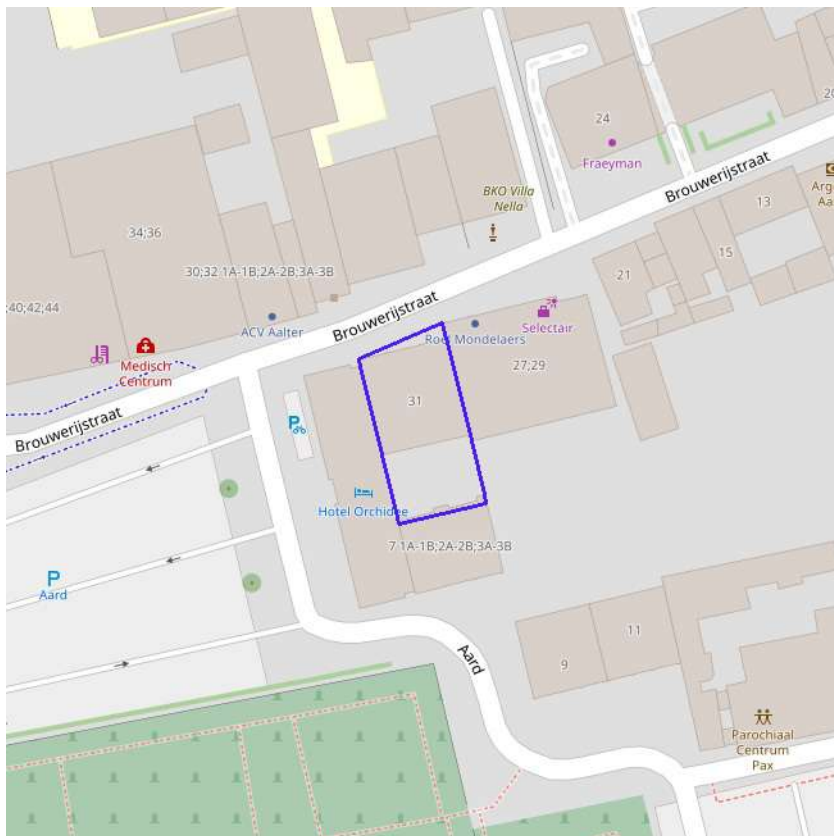 24
Fraeyman
Brouwerijstraat
BKO Villa
Nella
13
15
21
34;36
30;32 1A-1B;2A-2B;3A-3B
;40;42;44
ACV Aalter
Brouwerijstraat
Roel Mondelaers
Selectair
27;29
Medisch
Centrum
Brouwerijstraat
31
P
Hotel Orchidee
7 1A-1B;2A-2B;3A-3B
P
Aard
Aard
9
11
Parochiaal
Centrum
Pax